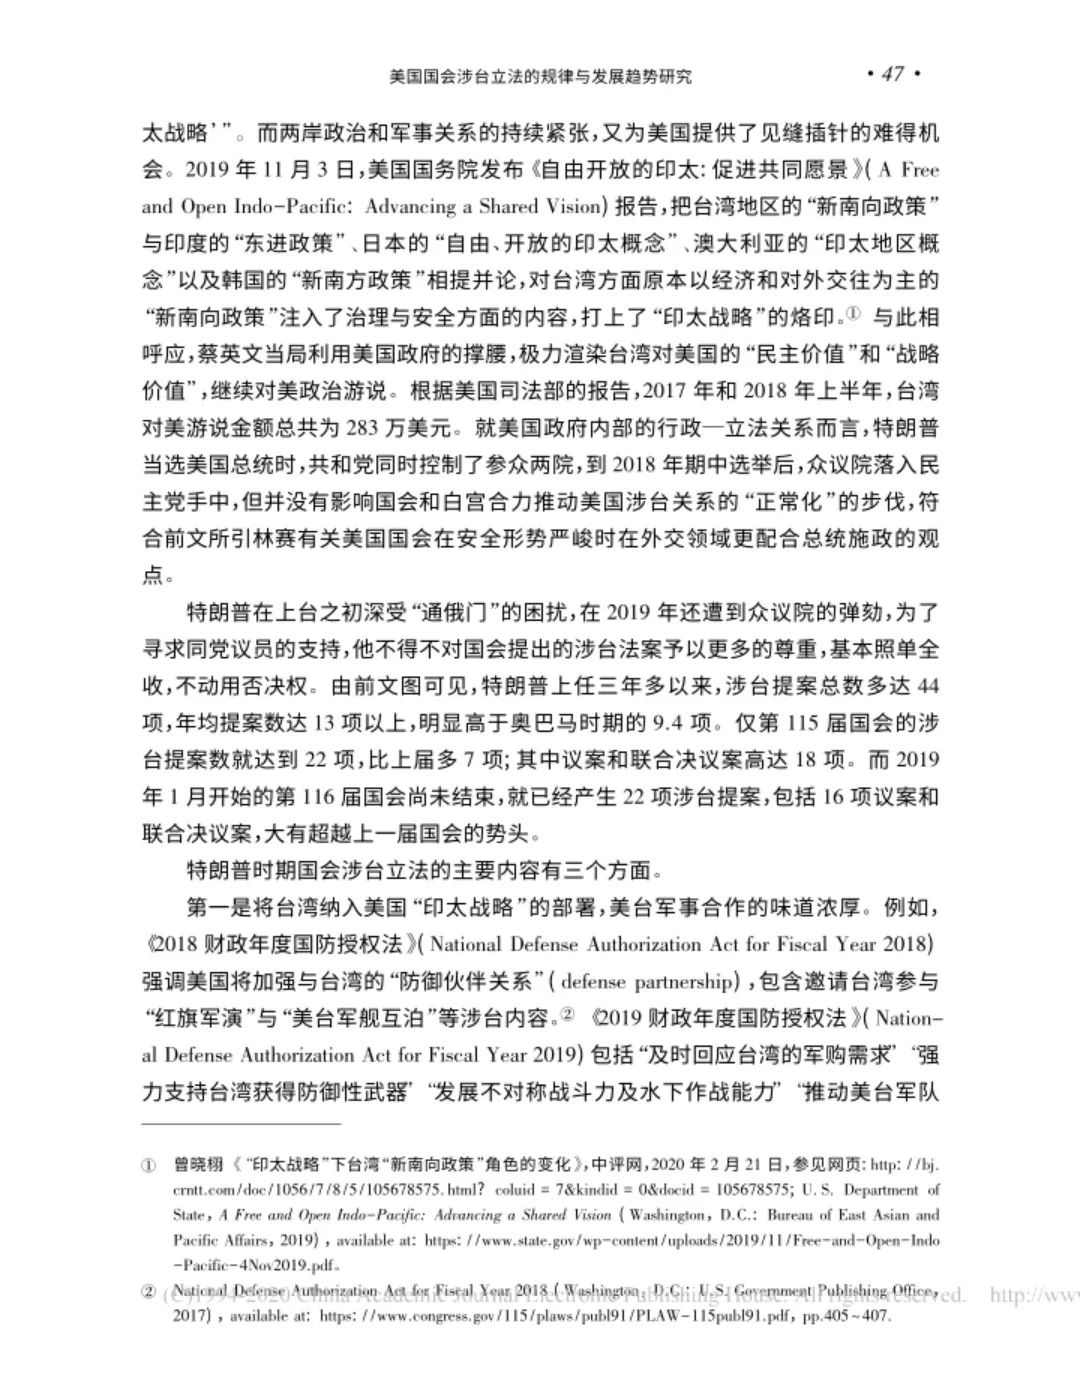 美国国会涉台立法的规律与发展趋势研究
• 47 •
太战略’”。而两岸政治和军事关系的持续紧张,又为美国提供了见缝插针的难得机
会。2019 年 11 月 3 日,美国国务院发布《自由开放的印太: 促进共同愿景》( A Free
and Open Indo-Pacific: Advancing a Shared Vision) 报告,把台湾地区的“新南向政策”
与印度的“东进政策”、日本的“自由、开放的印太概念”、澳大利亚的“印太地区概
念”以及韩国的“新南方政策”相提并论,对台湾方面原本以经济和对外交往为主的
“新南向政策”注入了治理与安全方面的内容,打上了“印太战略”的烙印。① 与此相
呼应,蔡英文当局利用美国政府的撑腰,极力渲染台湾对美国的“民主价值”和“战略
价值”,继续对美政治游说。根据美国司法部的报告,2017 年和 2018 年上半年,台湾
对美游说金额总共为 283 万美元。就美国政府内部的行政—立法关系而言,特朗普
当选美国总统时,共和党同时控制了参众两院,到 2018 年期中选举后,众议院落入民
主党手中,但并没有影响国会和白宫合力推动美国涉台关系的“正常化”的步伐,符
合前文所引林赛有关美国国会在安全形势严峻时在外交领域更配合总统施政的观
点。
特朗普在上台之初深受“通俄门”的困扰,在 2019 年还遭到众议院的弹劾,为了
寻求同党议员的支持,他不得不对国会提出的涉台法案予以更多的尊重,基本照单全
收,不动用否决权。由前文图可见,特朗普上任三年多以来,涉台提案总数多达 44
项,年均提案数达 13 项以上,明显高于奥巴马时期的 9.4 项。仅第 115 届国会的涉
台提案数就达到 22 项,比上届多 7 项; 其中议案和联合决议案高达 18 项。而 2019
年 1 月开始的第 116 届国会尚未结束,就已经产生 22 项涉台提案,包括 16 项议案和
联合决议案,大有超越上一届国会的势头。
特朗普时期国会涉台立法的主要内容有三个方面。
第一是将台湾纳入美国“印太战略”的部署,美台军事合作的味道浓厚。例如,
《2018 财政年度国防授权法》( National Defense Authorization Act for Fiscal Year 2018)
强调美国将加强与台湾的“防御伙伴关系”( defense partnership) ,包含邀请台湾参与
“红旗军演”与“美台军舰互泊”等涉台内容。② 《2019 财政年度国防授权法》( Nation-
al Defense Authorization Act for Fiscal Year 2019) 包括“及时回应台湾的军购需求”“强
力支持台湾获得防御性武器”“发展不对称战斗力及水下作战能力”“推动美台军队
① 曾晓栩《“印太战略”下台湾“新南向政策”角色的变化》,中评网,2020 年 2 月 21 日,参见网页: http: //bj.
crntt.com/doc/1056/7/8/5/105678575.html? coluid = 7&kindid = 0&docid = 105678575; U. S. Department of
State, A Free and Open Indo-Pacific: Advancing a Shared Vision ( Washington, D.C.: Bureau of East Asian and
Pacific Affairs, 2019) , available at: https: //www.state.gov/wp-content/uploads/2019/11/Free-and-Open-Indo
-Pacific-4Nov2019.pdf。
② National Defense Authorization Act for Fiscal Year 2018 ( Washington, D.C.: U.S. Government Publishing Office,
(C)1994-2020 China Academic Journal Electronic Publishing House. All rights reserved. http://www
2017) , available at: https: //www.congress.gov/115/plaws/publ91/PLAW-115publ91.pdf, pp.405~407.